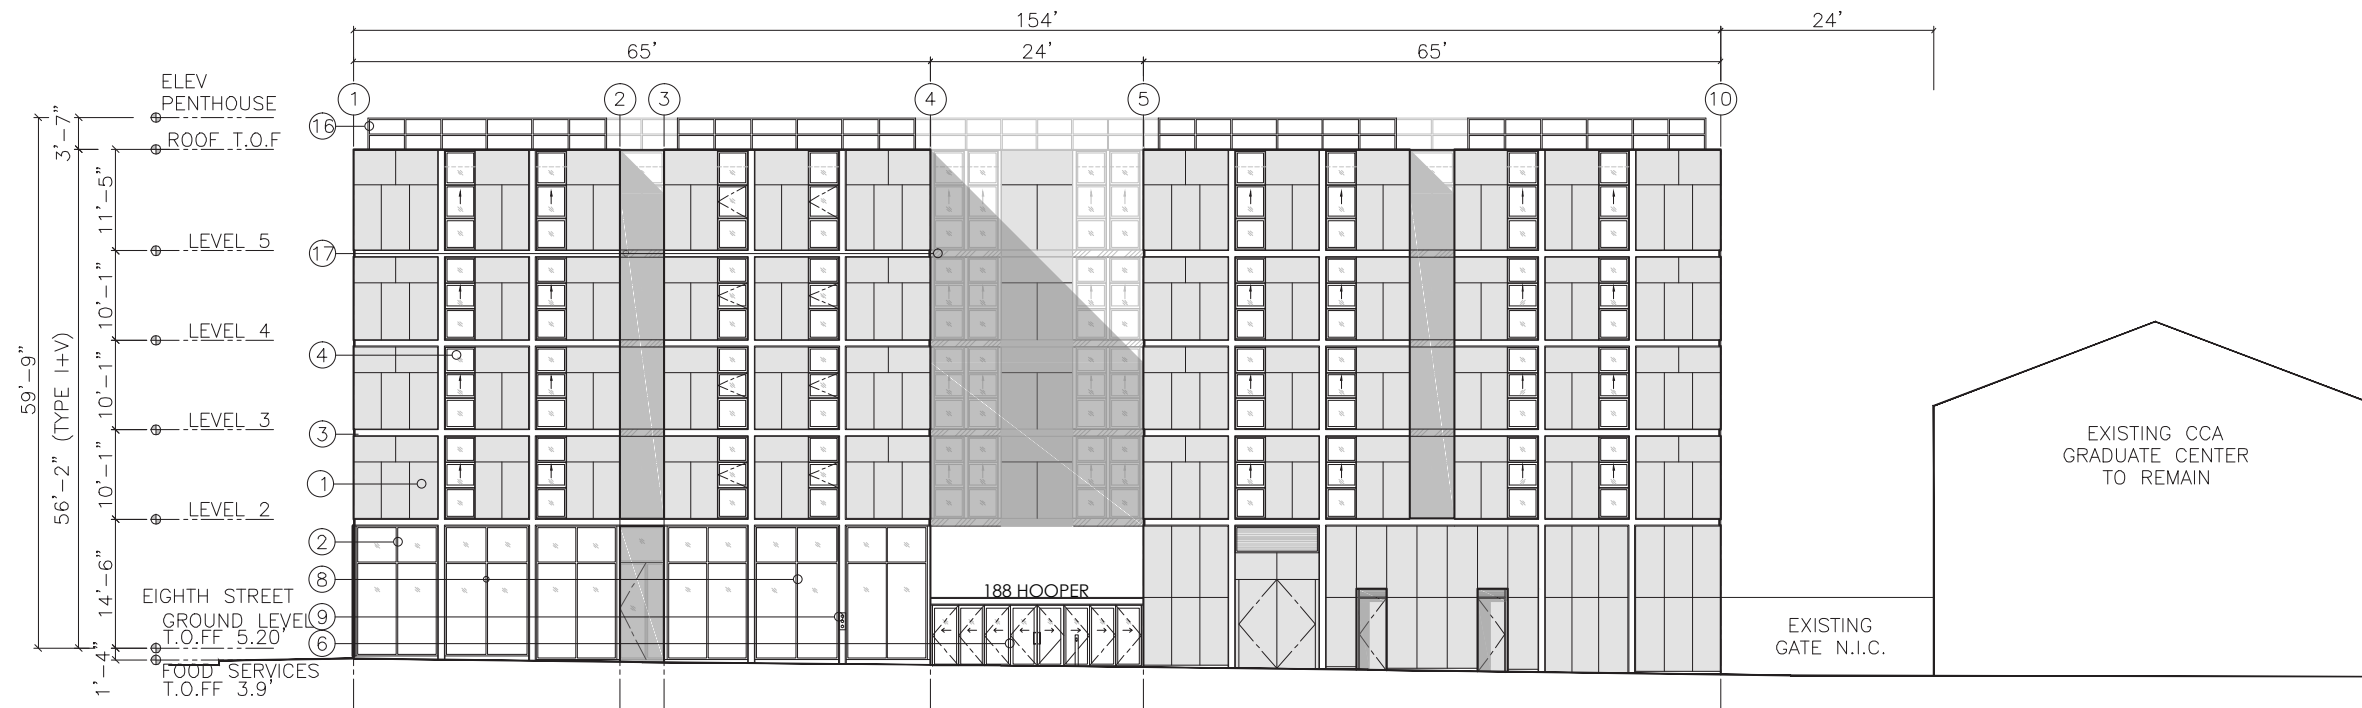 154'
24'
65'
24'
65'
ELEV
PENTHOUSE
1
2
3
4
5
10
16
3'-7"
ROOF T.O.F
11'-5"
LEVEL 5
17
10'-1"
LEVEL 4
4
59'-9"
56'-2" (TYPE I+V)
10'-1"
LEVEL 3
3
10'-1"
1
LEVEL 2
2
14'-6"
8
EIGHTH STREET
GROUND LEVEL
T.O.FF 5.20'
9
6
1'-4"
FOOD SERVICES
T.O.FF 3.9'
188 HOOPER
EXISTING CCA
GRADUATE CENTER
TO REMAIN
EXISTING
GATE N.I.C.